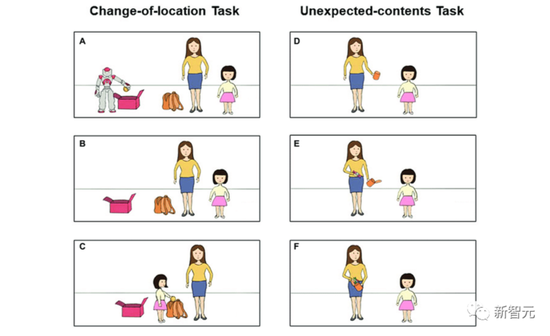 Change-of-location Task
Unexpected-contents Task
A
D
B
E
C
F
新智元